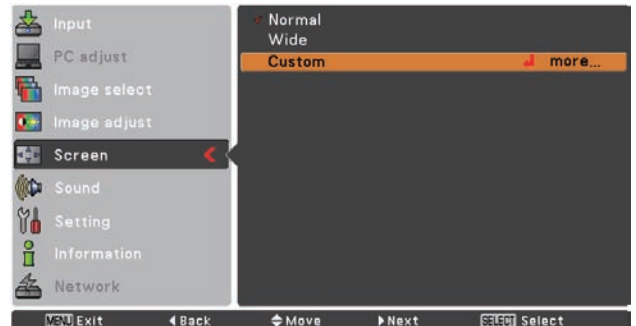 Input
PC adjust
Image select
Image adjust
Screen
Sound
Setting
Information
Network
Normal
Wide
Custom more...
MENU Exit Back Move Next SELECT Select